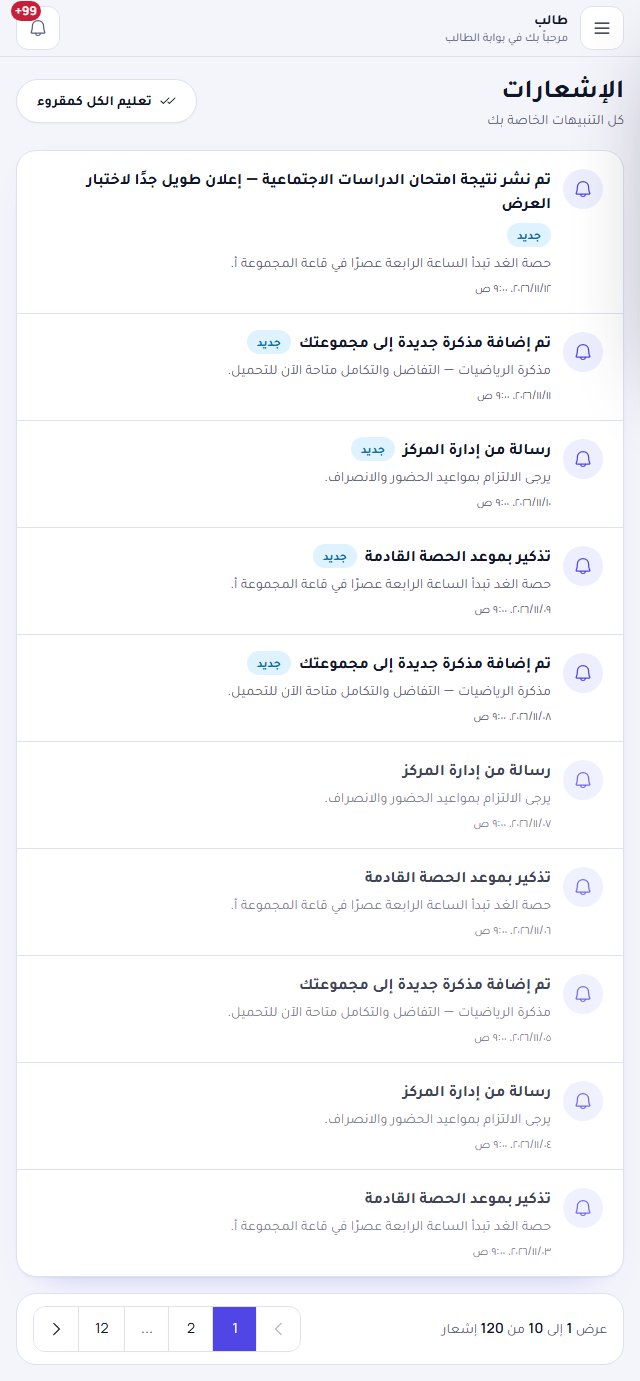 طالب
مرحباً بك في بوابة الطالب
+99
الإشعارات
كل التنبيهات الخاصة بك
تعليم الكل كمقروء
تم نشر نتيجة امتحان الدراسات الاجتماعية — إعلان طويل جدًا لاختبار
العرض
جديد
حصة الغد تبدأ الساعة الرابعة عصرًا في قاعة المجموعة أ.
٢٠٢٦/١١/١٢، ٩:٠٠ ص
تم إضافة مذكرة جديدة إلى مجموعتك جديد
مذكرة الرياضيات — التفاضل والتكامل متاحة الآن للتحميل.
٢٠٢٦/١١/١١، ٩:٠٠ ص
رسالة من إدارة المركز جديد
يرجى الالتزام بمواعيد الحضور والانصراف.
٢٠٢٦/١١/١٠، ٩:٠٠ ص
تذكير بموعد الحصة القادمة جديد
حصة الغد تبدأ الساعة الرابعة عصرًا في قاعة المجموعة أ.
٢٠٢٦/١١/٠٩، ٩:٠٠ ص
تم إضافة مذكرة جديدة إلى مجموعتك جديد
مذكرة الرياضيات — التفاضل والتكامل متاحة الآن للتحميل.
٢٠٢٦/١١/٠٨، ٩:٠٠ ص
رسالة من إدارة المركز
يرجى الالتزام بمواعيد الحضور والانصراف.
٢٠٢٦/١١/٠٧، ٩:٠٠ ص
تذكير بموعد الحصة القادمة
حصة الغد تبدأ الساعة الرابعة عصرًا في قاعة المجموعة أ.
٢٠٢٦/١١/٠٦، ٩:٠٠ ص
تم إضافة مذكرة جديدة إلى مجموعتك
مذكرة الرياضيات — التفاضل والتكامل متاحة الآن للتحميل.
٢٠٢٦/١١/٠٥، ٩:٠٠ ص
رسالة من إدارة المركز
يرجى الالتزام بمواعيد الحضور والانصراف.
٢٠٢٦/١١/٠٤، ٩:٠٠ ص
تذكير بموعد الحصة القادمة
حصة الغد تبدأ الساعة الرابعة عصرًا في قاعة المجموعة أ.
٢٠٢٦/١١/٠٣، ٩:٠٠ ص
عرض 1 إلى 10 من 120 إشعار
1 2 ... 12